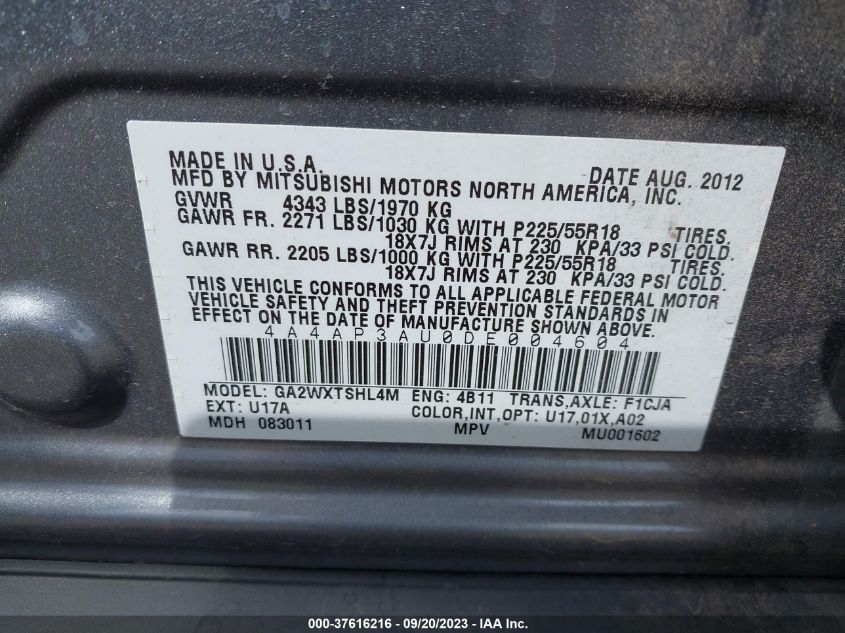 MADE IN U.S.A. DATE AUG. 2012
MFD BY MITSUBISHI MOTORS NORTH AMERICA, INC.
GVWR 4343 LBS/1970 KG
GAWR FR. 2271 LBS/1030 KG WITH P225/55R18 TIRES,
18X7J RIMS AT 230 KPA/33 PSI COLD.
GAWR RR. 2205 LBS/1000 KG WITH P225/55R18 TIRES.
18X7J RIMS AT 230 KPA/33 PSI COLD.
THIS VEHICLE CONFORMS TO ALL APPLICABLE FEDERAL MOTOR
VEHICLE SAFETY AND THEFT PREVENTION STANDARDS IN
EFFECT ON THE DATE OF MANUFACTURE SHOWN ABOVE.
4A4AP3AU0DE004604
MODEL: GA2WXTSHL4M ENG: 4B11 TRANS,AXLE: F1CJA
EXT: U17A COLOR,INT,OPT: U17,01X,A02
MDH 083011 MPV MU001602
000-37616216 - 09/20/2023 - IAA Inc.